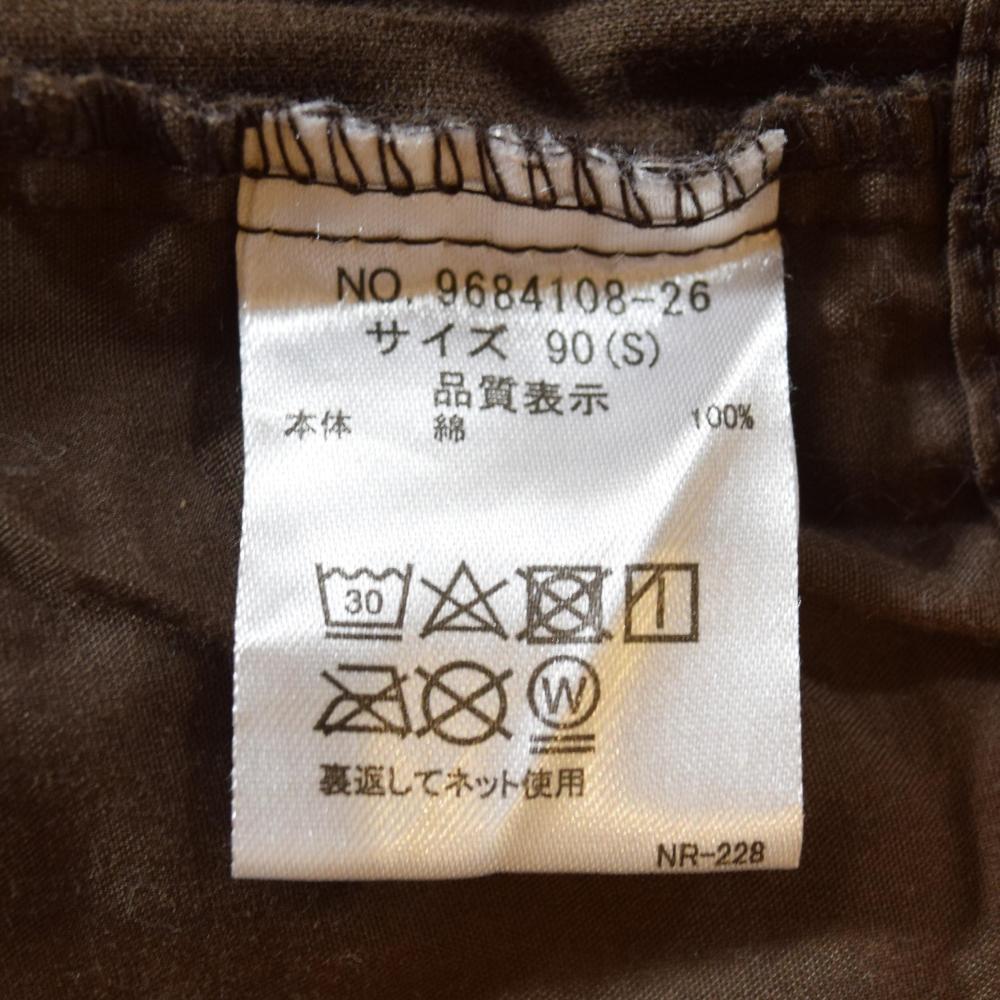 NO. 9684108-26
サイズ 90(S)
品質表示
本体 綿 100%
30
W
裏返してネット使用
NR-228